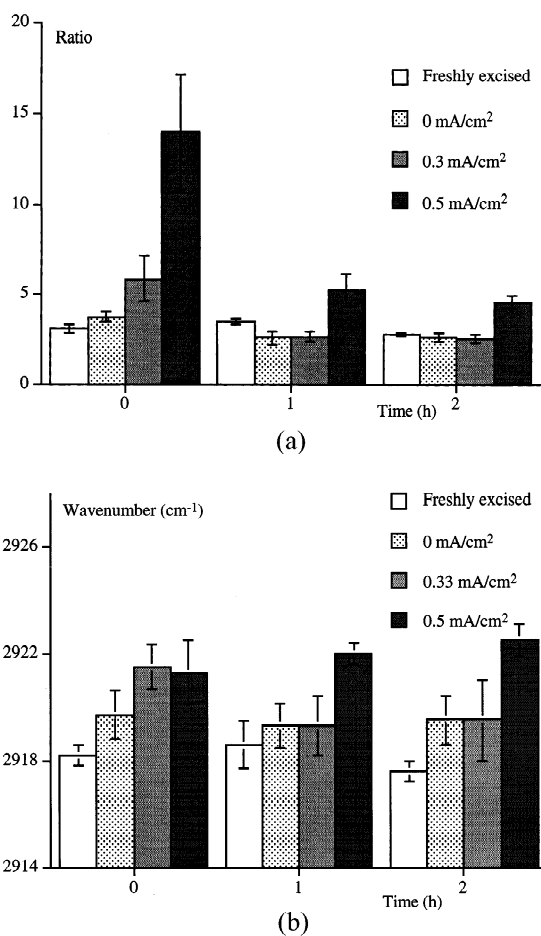 20
Ratio
Freshly excised
15
0 mA/cm²
0.3 mA/cm²
10
0.5 mA/cm²
5
0
0
1
2
Time (h)
(a)
Wavenumber (cm⁻¹)
Freshly excised
2926
0 mA/cm²
0.33 mA/cm²
2922
0.5 mA/cm²
2918
2914
0
1
2
Time (h)
(b)